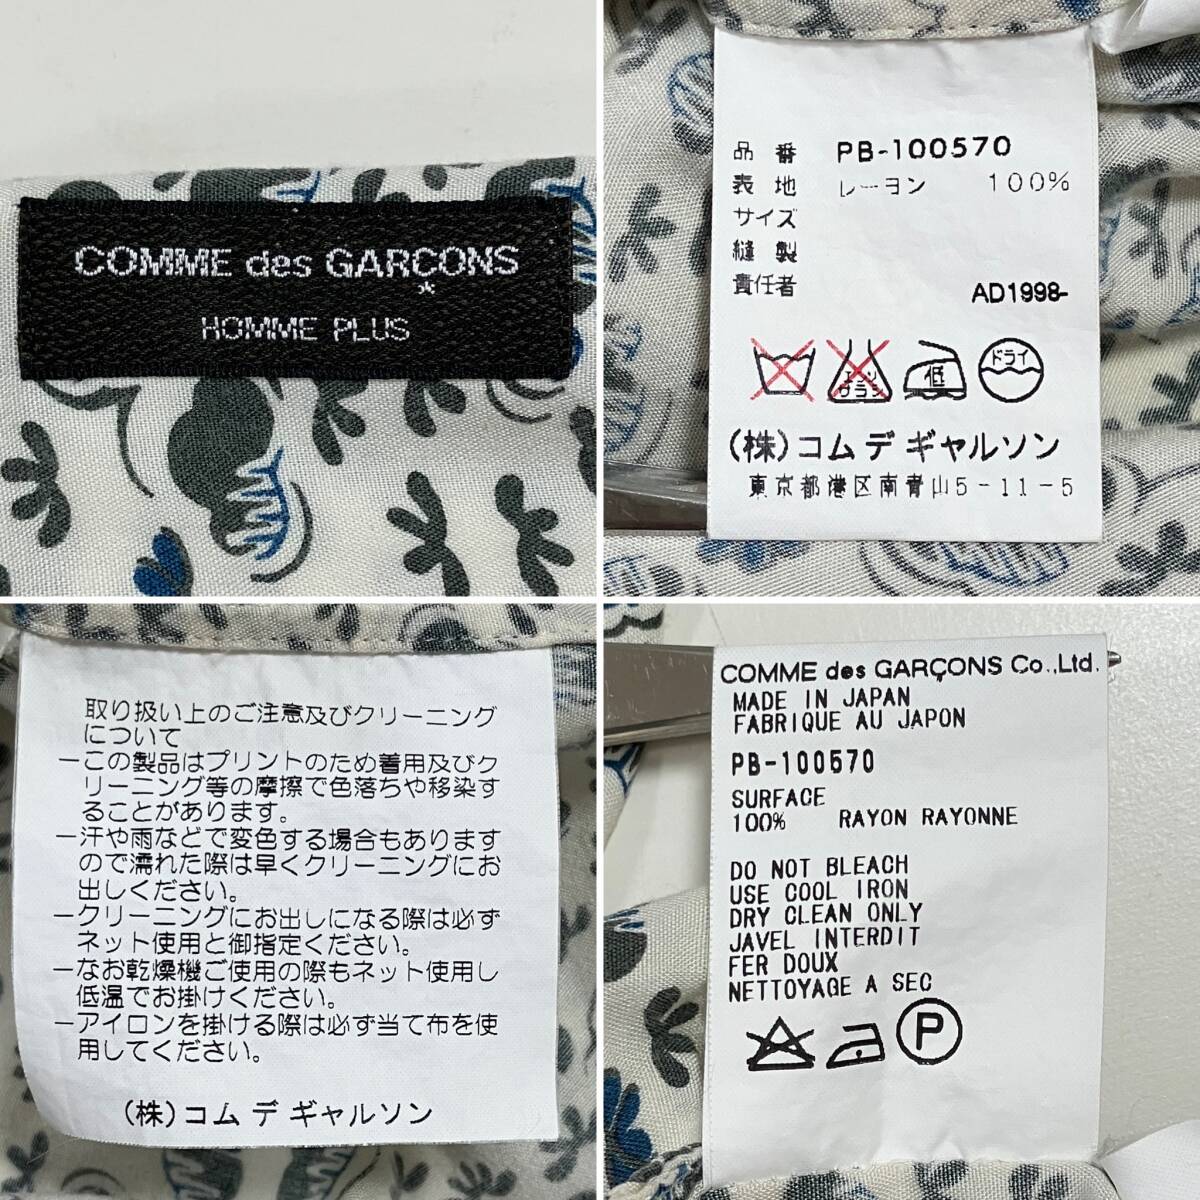 COMME des GARÇONS
*
HOMME PLUS
品 番 PB-100570
表 地 レーヨン 100%
サイズ
縫 製
責任者 AD1998-
エンソ サラシ
低
ドライ
(株)コム デ ギャルソン
東京都港区南青山5-11-5
取り扱い上のご注意及びクリーニング
について
-この製品はプリントのため着用及びク
リーニング等の摩擦で色落ちや移染す
ることがあります。
-汗や雨などで変色する場合もあります
ので濡れた際は早くクリーニングにお
出しください。
-クリーニングにお出しになる際は必ず
ネット使用と御指定ください。
-なお乾燥機ご使用の際もネット使用し
低温でお掛けください。
-アイロンを掛ける際は必ず当て布を使
用してください。
(株)コム デ ギャルソン
COMME des GARÇONS Co.,Ltd.
MADE IN JAPAN
FABRIQUE AU JAPON
PB-100570
SURFACE
100% RAYON RAYONNE
DO NOT BLEACH
USE COOL IRON
DRY CLEAN ONLY
JAVEL INTERDIT
FER DOUX
NETTOYAGE A SEC
P